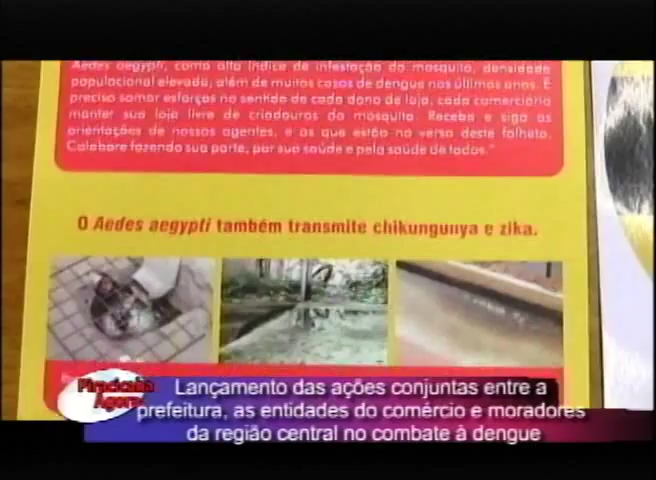 Aedes aegypti, como alto índice de infestação do mosquito, densidade
populacional elevada, além de muitos casos de dengue nos últimos anos. É
preciso somar esforços no sentido de cada dono de loja, cada comerciário
manter sua loja livre de criadouros do mosquito. Receba e siga as
orientações de nossos agentes, e as que estão no verso deste folheto.
Colabore fazendo sua parte, por sua saúde e pela saúde de todos."
O Aedes aegypti também transmite chikungunya e zika.
Piracicaba
Agora
Lançamento das ações conjuntas entre a
prefeitura, as entidades do comércio e moradores
da região central no combate à dengue